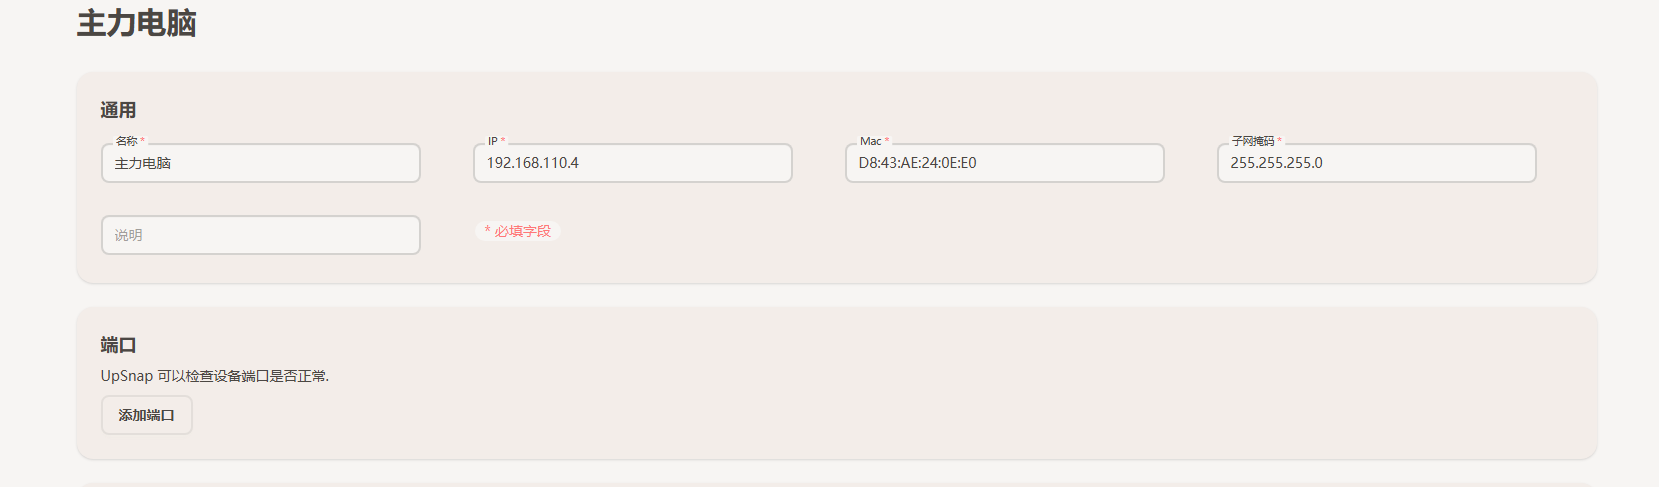 主力电脑
通用
名称 * IP * Mac * 子网掩码 *
主力电脑 192.168.110.4 D8:43:AE:24:0E:E0 255.255.255.0
说明 * 必填字段
端口
UpSnap 可以检查设备端口是否正常.
添加端口